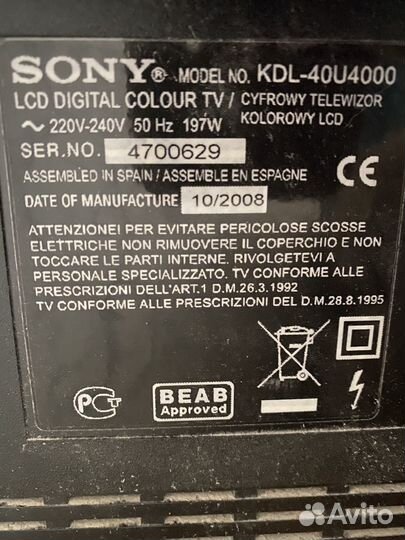 SONY® MODEL NO. KDL-40U4000
LCD DIGITAL COLOUR TV / CYFROWY TELEWIZOR
KOLOROWY LCD
~ 220V-240V 50 Hz 197W
SER.NO. 4700629
ASSEMBLED IN SPAIN / ASSEMBLE EN ESPAGNE
CE
DATE OF MANUFACTURE 10/2008
ATTENZIONE! PER EVITARE PERICOLOSE SCOSSE
ELETTRICHE NON RIMUOVERE IL COPERCHIO E NON
TOCCARE LE PARTI INTERNE. RIVOLGETEVI A
PERSONALE SPECIALIZZATO. TV CONFORME ALLE
PRESCRIZIONI DELL'ART.1 D.M.26.3.1992
TV CONFORME ALLE PRESCRIZIONI DEL D.M.28.8.1995
РСТ
BEAB
Approved
Avito